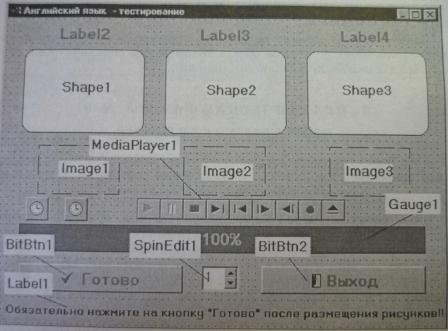 Английский язык - тестирование
Label2 Label3 Label4
Shape1 Shape2 Shape3
MediaPlayer1
Image1 Image2 Image3
Gauge1
100%
BitBtn1 SpinEdit1 BitBtn2
Готово 1 Выход
Label1
Обязательно нажмите на кнопку "Готово" после размещения рисунков!!